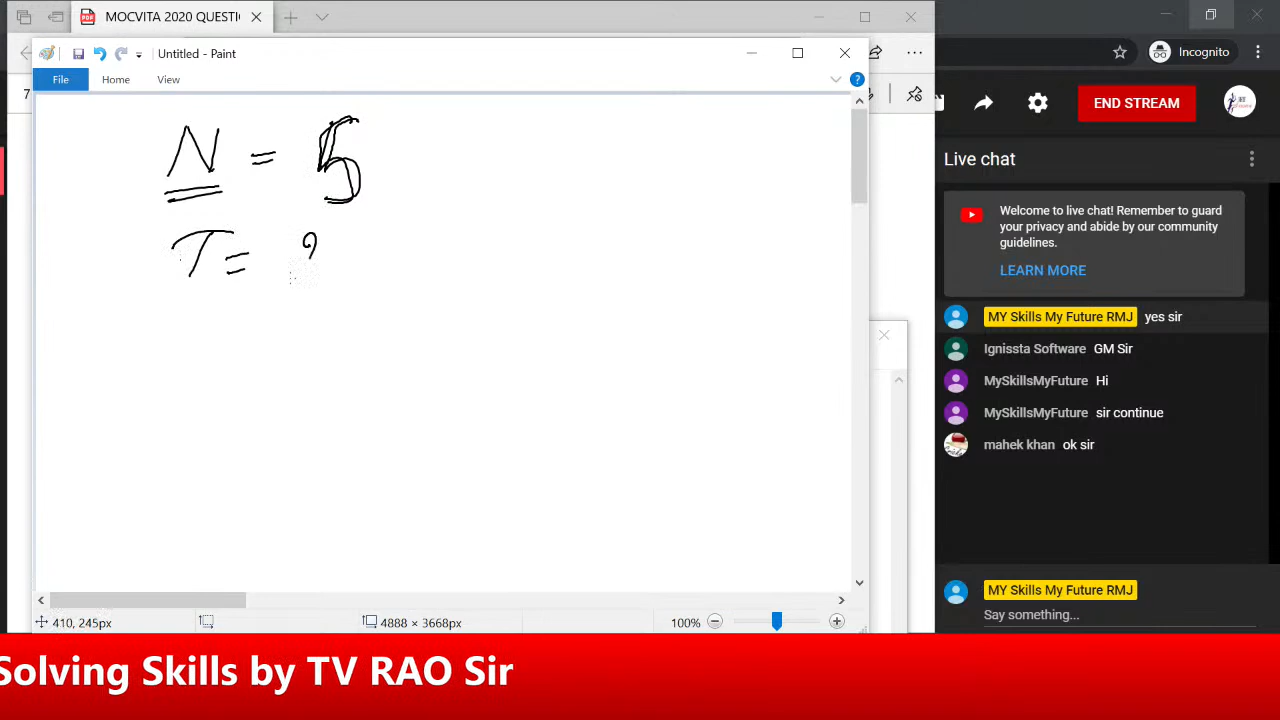 MOCVITA 2020 QUESTI
Untitled - Paint
Incognito
File Home View
7
END STREAM
N = 5
T =
Live chat
Welcome to live chat! Remember to guard
your privacy and abide by our community
guidelines.
LEARN MORE
MY Skills My Future RMJ yes sir
Ignissta Software GM Sir
MySkillsMyFuture Hi
MySkillsMyFuture sir continue
mahek khan ok sir
MY Skills My Future RMJ
Say something...
410, 245px
4888 × 3668px
100%
Solving Skills by TV RAO Sir